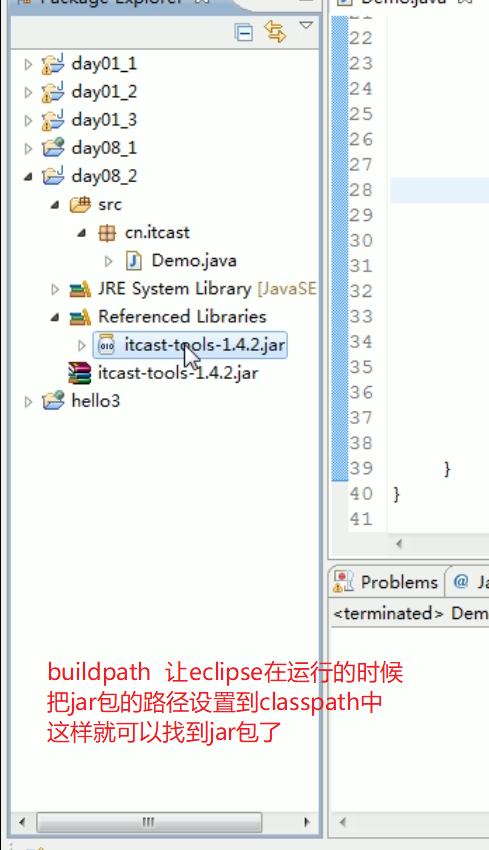 Package Explorer
Demo.java
day01_1
day01_2
day01_3
day08_1
day08_2
src
cn.itcast
Demo.java
JRE System Library [JavaSE
Referenced Libraries
itcast-tools-1.4.2.jar
itcast-tools-1.4.2.jar
hello3
21
22
23
24
25
26
27
28
29
30
31
32
33
34
35
36
37
38
39 }
40 }
41
Problems @ Ja
<terminated> Dem
buildpath 让eclipse在运行的时候
把jar包的路径设置到classpath中
这样就可以找到jar包了